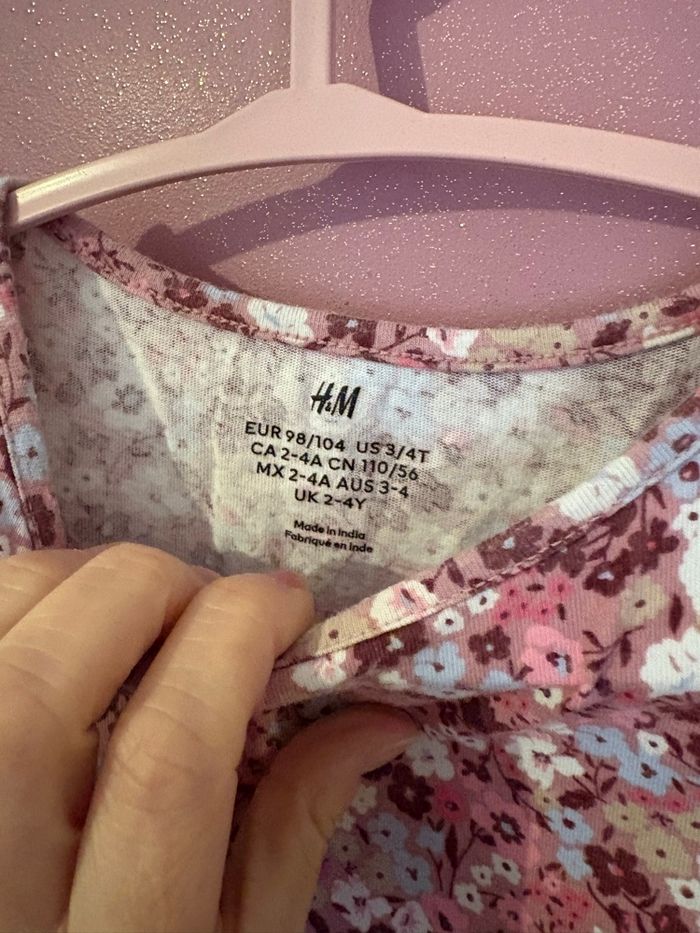 H&M
EUR 98/104 US 3/4T
CA 2-4A CN 110/56
MX 2-4A AUS 3-4
UK 2-4Y
Made in India
Fabriqué en Inde